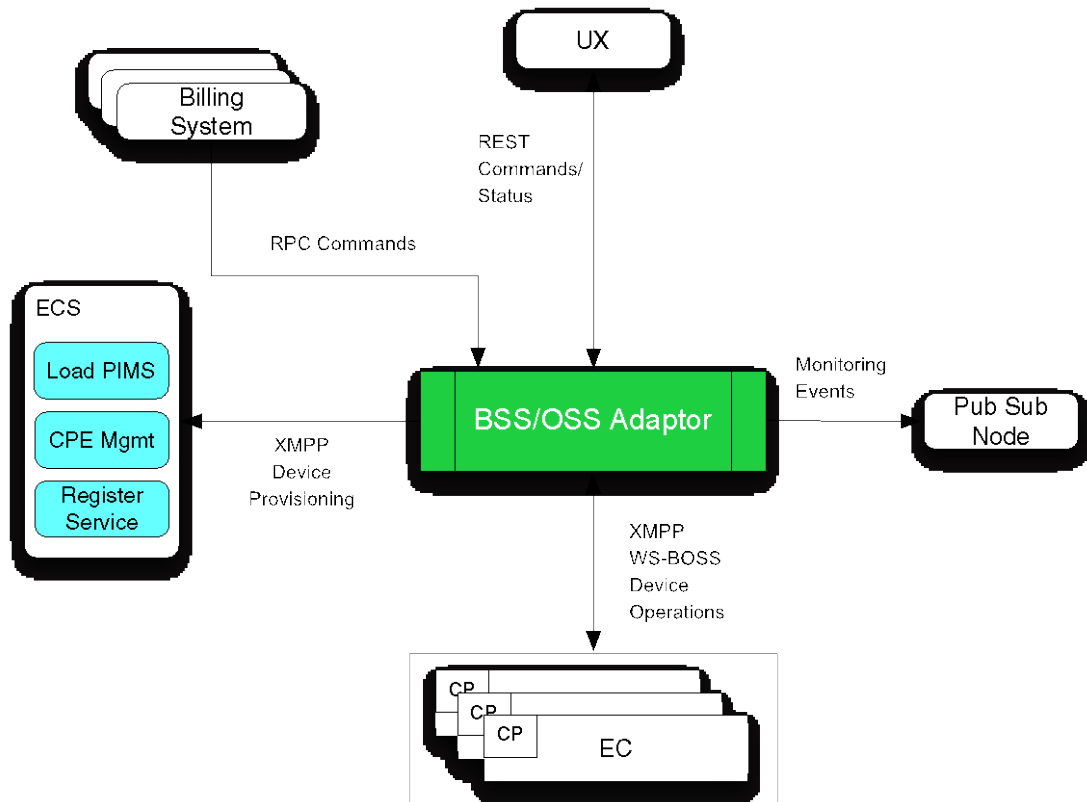 UX
Billing
System
REST
Commands/
Status
RPC Commands
ECS
Load PIMS
CPE Mgmt
Register
Service
XMPP
Device
Provisioning
BSS/OSS Adaptor
Monitoring
Events
Pub Sub
Node
XMPP
WS-BOSS
Device
Operations
CP
CP
CP
EC